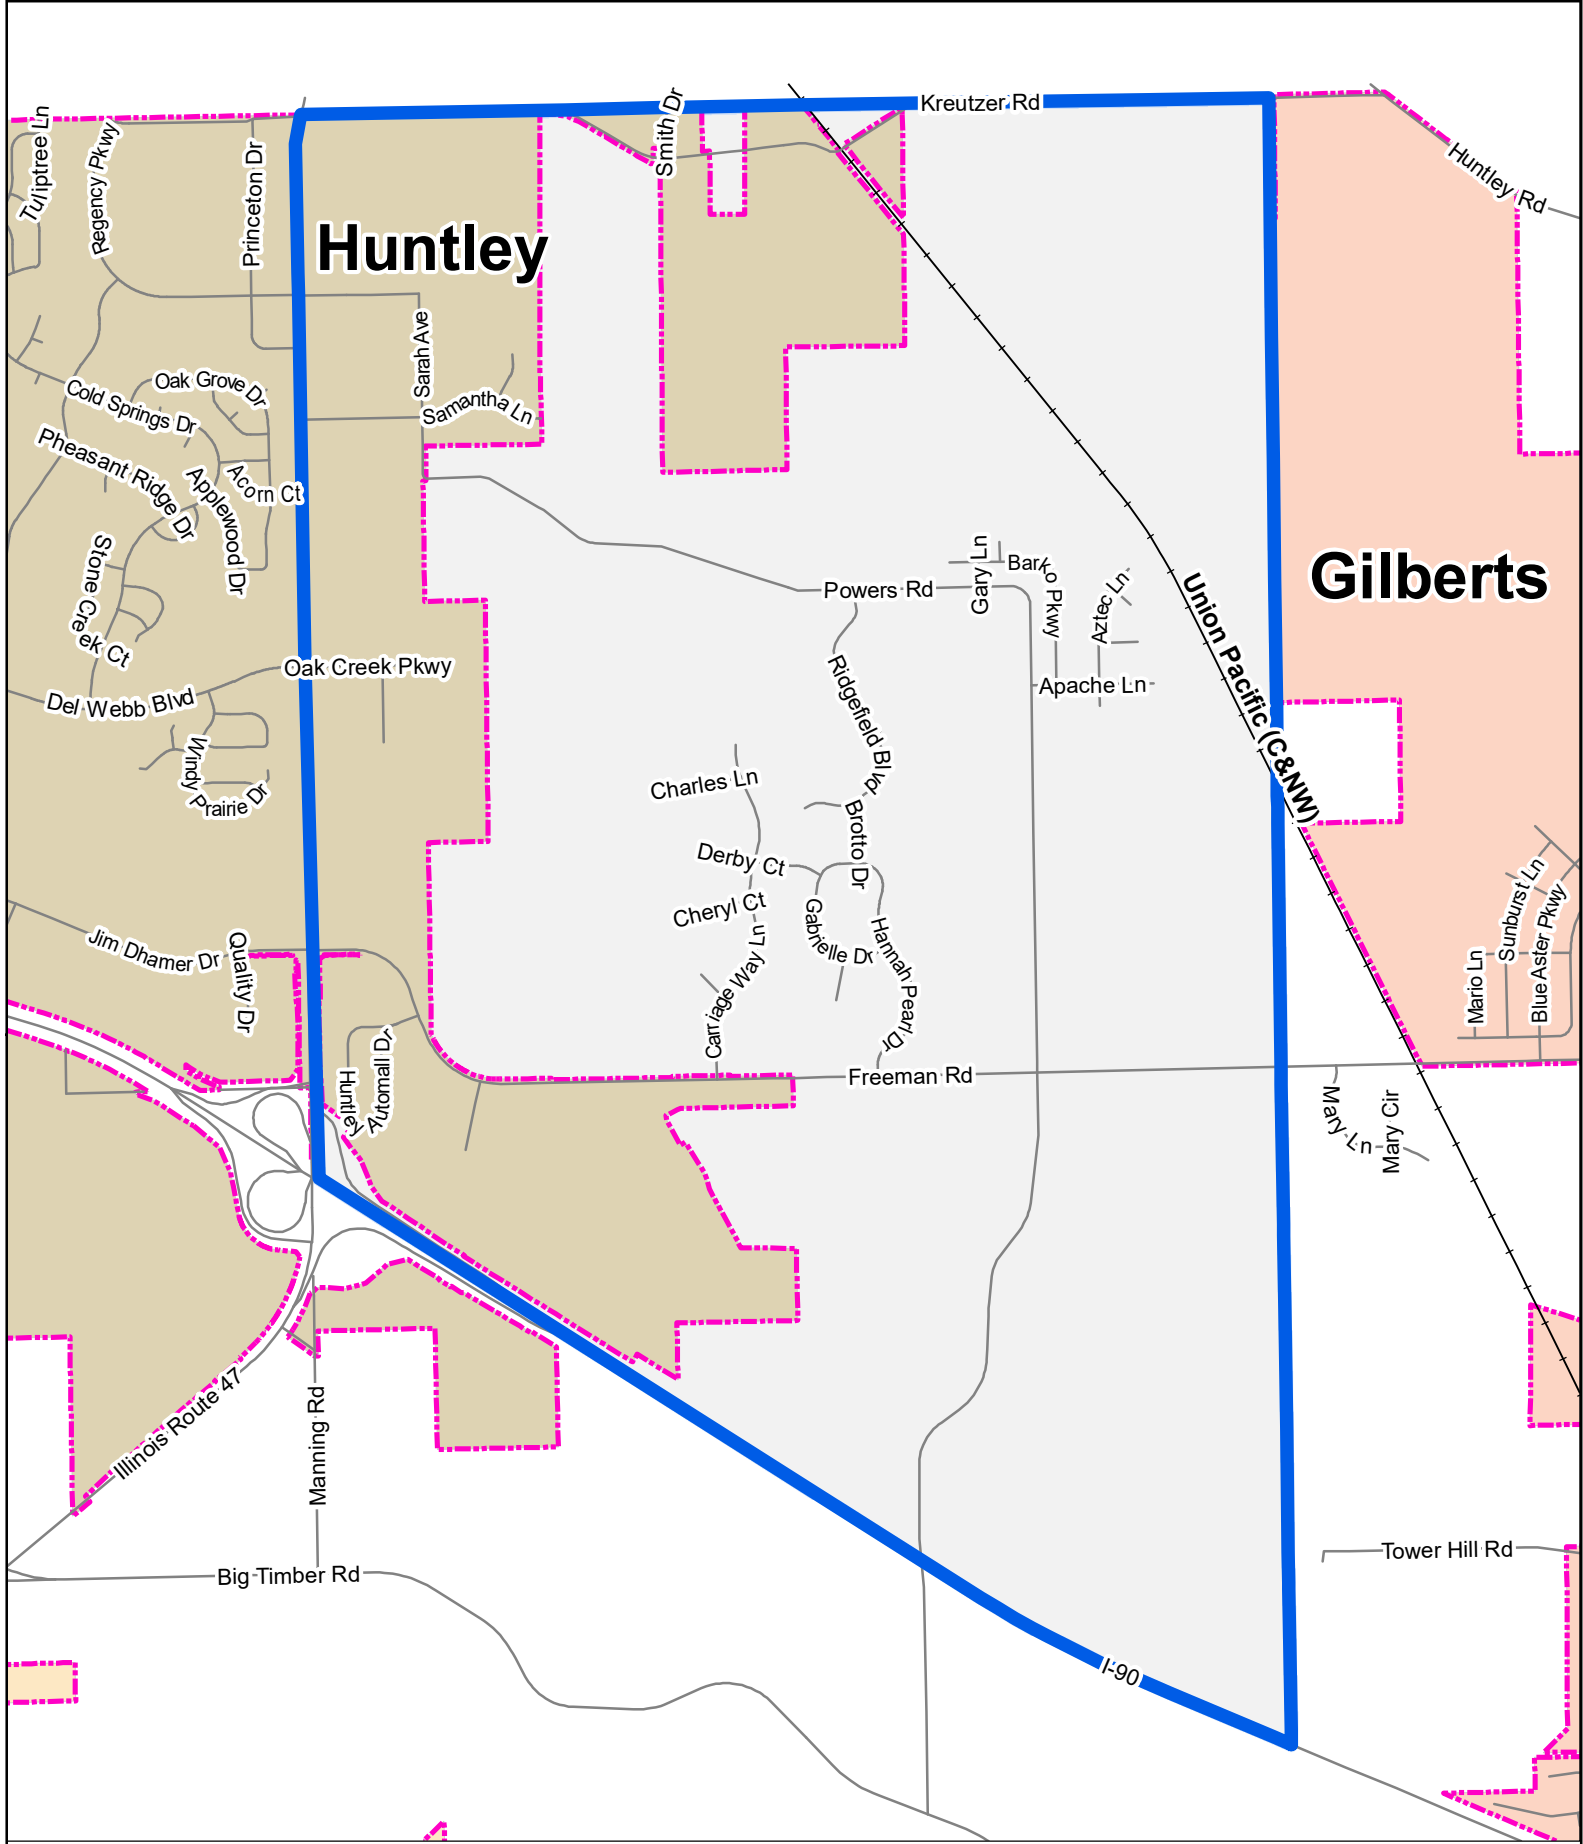 Kreutzer Rd
Smith Dr
Tuliptree Ln
Regency Pkwy
Princeton Dr
Huntley Rd
Huntley
Sarah Ave
Oak Grove Dr
Cold Springs Dr
Samantha Ln
Pheasant Ridge Dr
Applewood Dr
Acorn Ct
Stone Creek Ct
Gary Ln
Barko Pkwy
Aztec Ln
Powers Rd
Union Pacific (C&NW)
Gilberts
Oak Creek Pkwy
Apache Ln
Del Webb Blvd
Ridgefield Blvd
Windy Prairie Dr
Charles Ln
Brotto Dr
Derby Ct
Cheryl Ct
Gabrielle Dr
Hannah Pearl Dr
Carriage Way Ln
Sunburst Ln
Blue Aster Pkwy
Mario Ln
Jim Dhamer Dr
Quality Dr
Huntley Automall Dr
Freeman Rd
Mary Ln
Mary Cir
Illinois Route 47
Manning Rd
Tower Hill Rd
Big Timber Rd
I-90